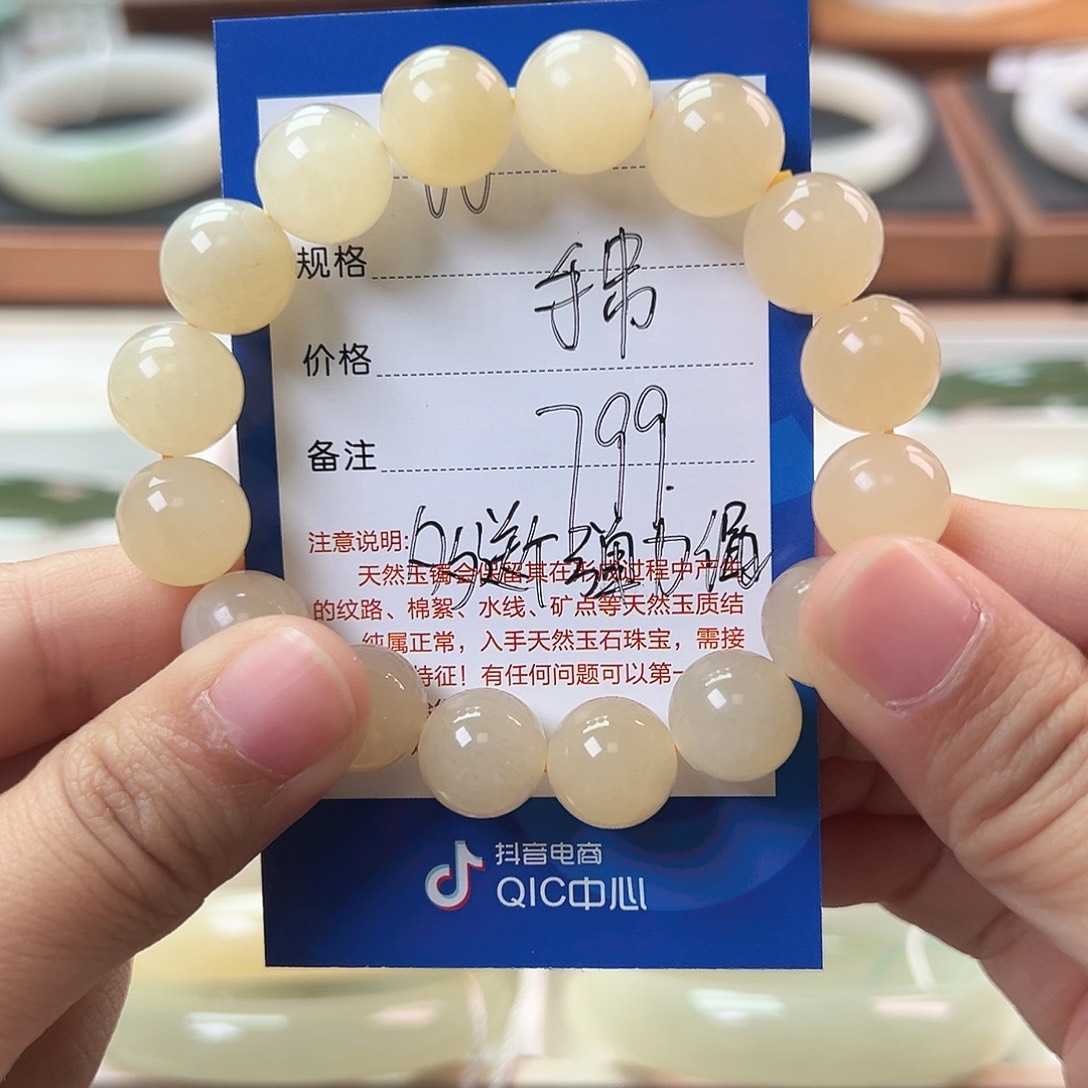 规格
手串
价格
799.
备注
送 弹力绳
注意说明:
天然玉镯会保留其在形成过程中产生
的纹路、棉絮、水线、矿点等天然玉质结
纯属正常，入手天然玉石珠宝，需接
特征！有任何问题可以第一
抖音电商
QIC中心